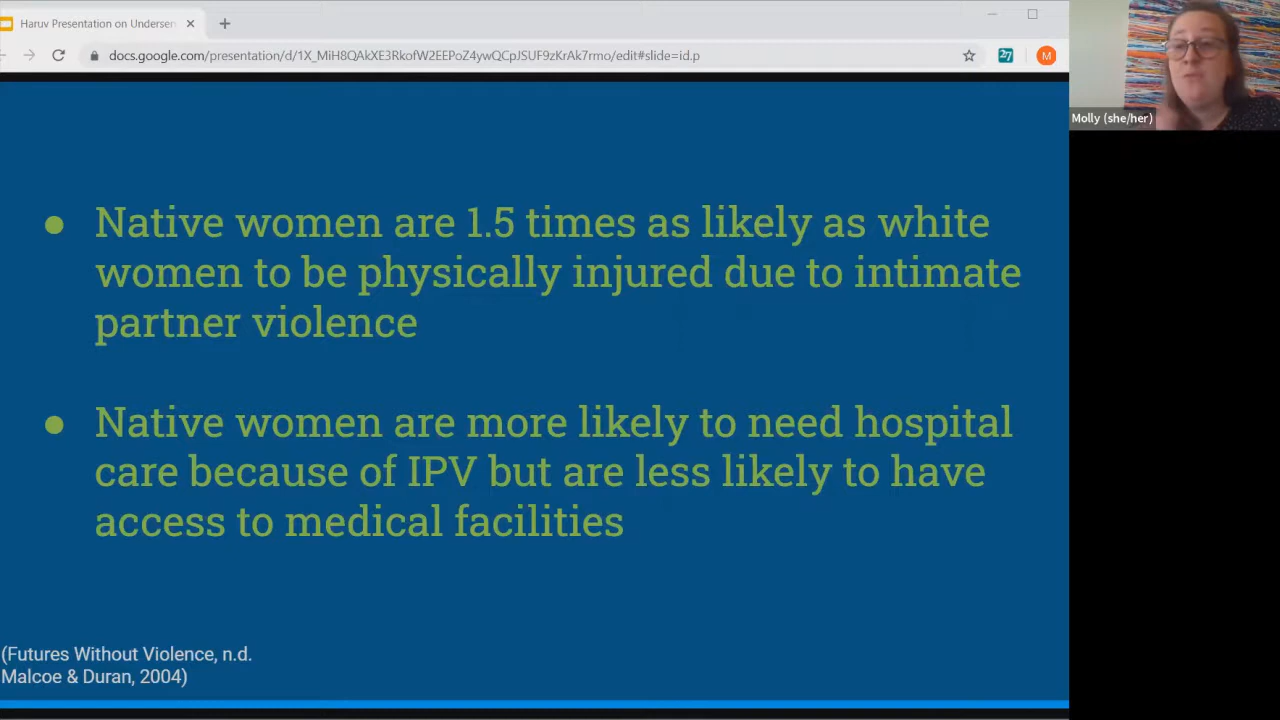 Haruv Presentation on Undersen
docs.google.com/presentation/d/1X_MiH8QAkXE3RkofW2EEPoZ4ywQCpJSUF9zKrAk7rmo/edit#slide=id.p
27
M
Molly (she/her)
● Native women are 1.5 times as likely as white
women to be physically injured due to intimate
partner violence
● Native women are more likely to need hospital
care because of IPV but are less likely to have
access to medical facilities
(Futures Without Violence, n.d.
Malcoe & Duran, 2004)